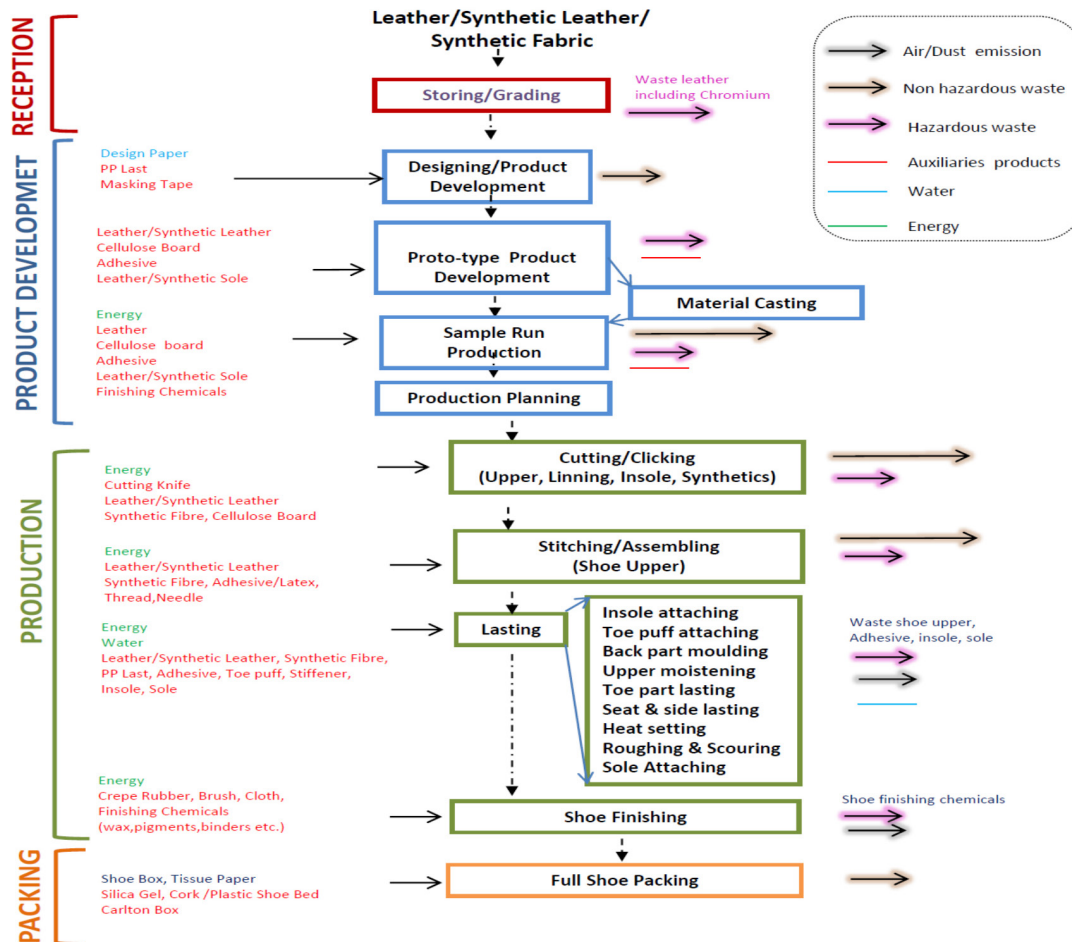 Leather/Synthetic Leather/
Synthetic Fabric
RECEPTION
Storing/Grading
Waste leather
including Chromium
Air/Dust emission
Non hazardous waste
Hazardous waste
Auxiliaries products
Water
Energy
PRODUCT DEVELOPMET
Design Paper
PP Last
Masking Tape
Designing/Product
Development
Leather/Synthetic Leather
Cellulose Board
Adhesive
Leather/Synthetic Sole
Proto-type Product
Development
Material Casting
Energy
Leather
Cellulose board
Adhesive
Leather/Synthetic Sole
Finishing Chemicals
Sample Run
Production
Production Planning
PRODUCTION
Energy
Cutting Knife
Leather/Synthetic Leather
Synthetic Fibre, Cellulose Board
Cutting/Clicking
(Upper, Linning, Insole, Synthetics)
Energy
Leather/Synthetic Leather
Synthetic Fibre, Adhesive/Latex,
Thread,Needle
Stitching/Assembling
(Shoe Upper)
Energy
Water
Leather/Synthetic Leather, Synthetic Fibre,
PP Last, Adhesive, Toe puff, Stiffener,
Insole, Sole
Lasting
Insole attaching
Toe puff attaching
Back part moulding
Upper moistening
Toe part lasting
Seat & side lasting
Heat setting
Roughing & Scouring
Sole Attaching
Waste shoe upper,
Adhesive, insole, sole
Energy
Crepe Rubber, Brush, Cloth,
Finishing Chemicals
(wax,pigments,binders etc.)
Shoe Finishing
Shoe finishing chemicals
PACKING
Shoe Box, Tissue Paper
Silica Gel, Cork /Plastic Shoe Bed
Carlton Box
Full Shoe Packing